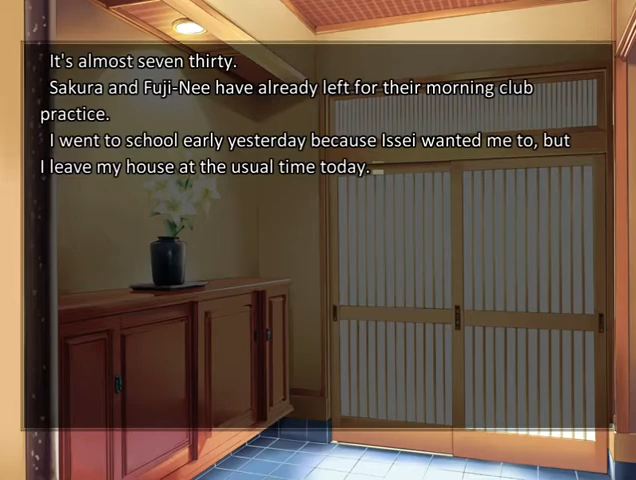 It's almost seven thirty.
Sakura and Fuji-Nee have already left for their morning club
practice.
I went to school early yesterday because Issei wanted me to, but
I leave my house at the usual time today.